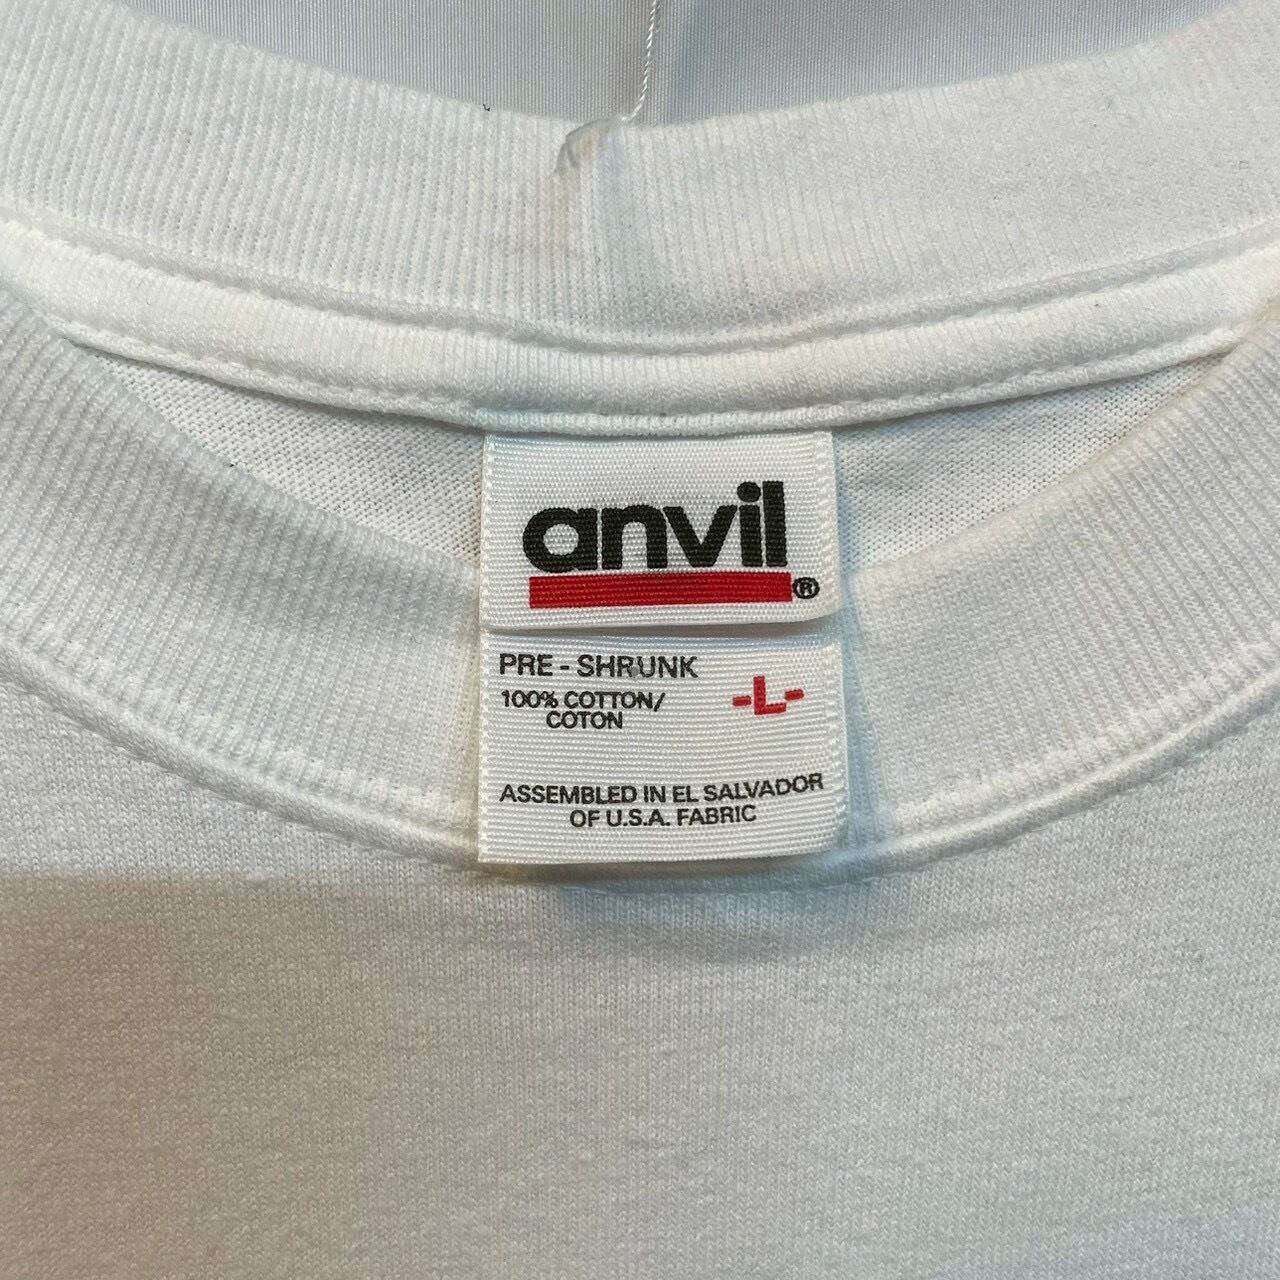 anvil®
PRE - SHRUNK
100% COTTON/
COTON
-L-
ASSEMBLED IN EL SALVADOR
OF U.S.A. FABRIC